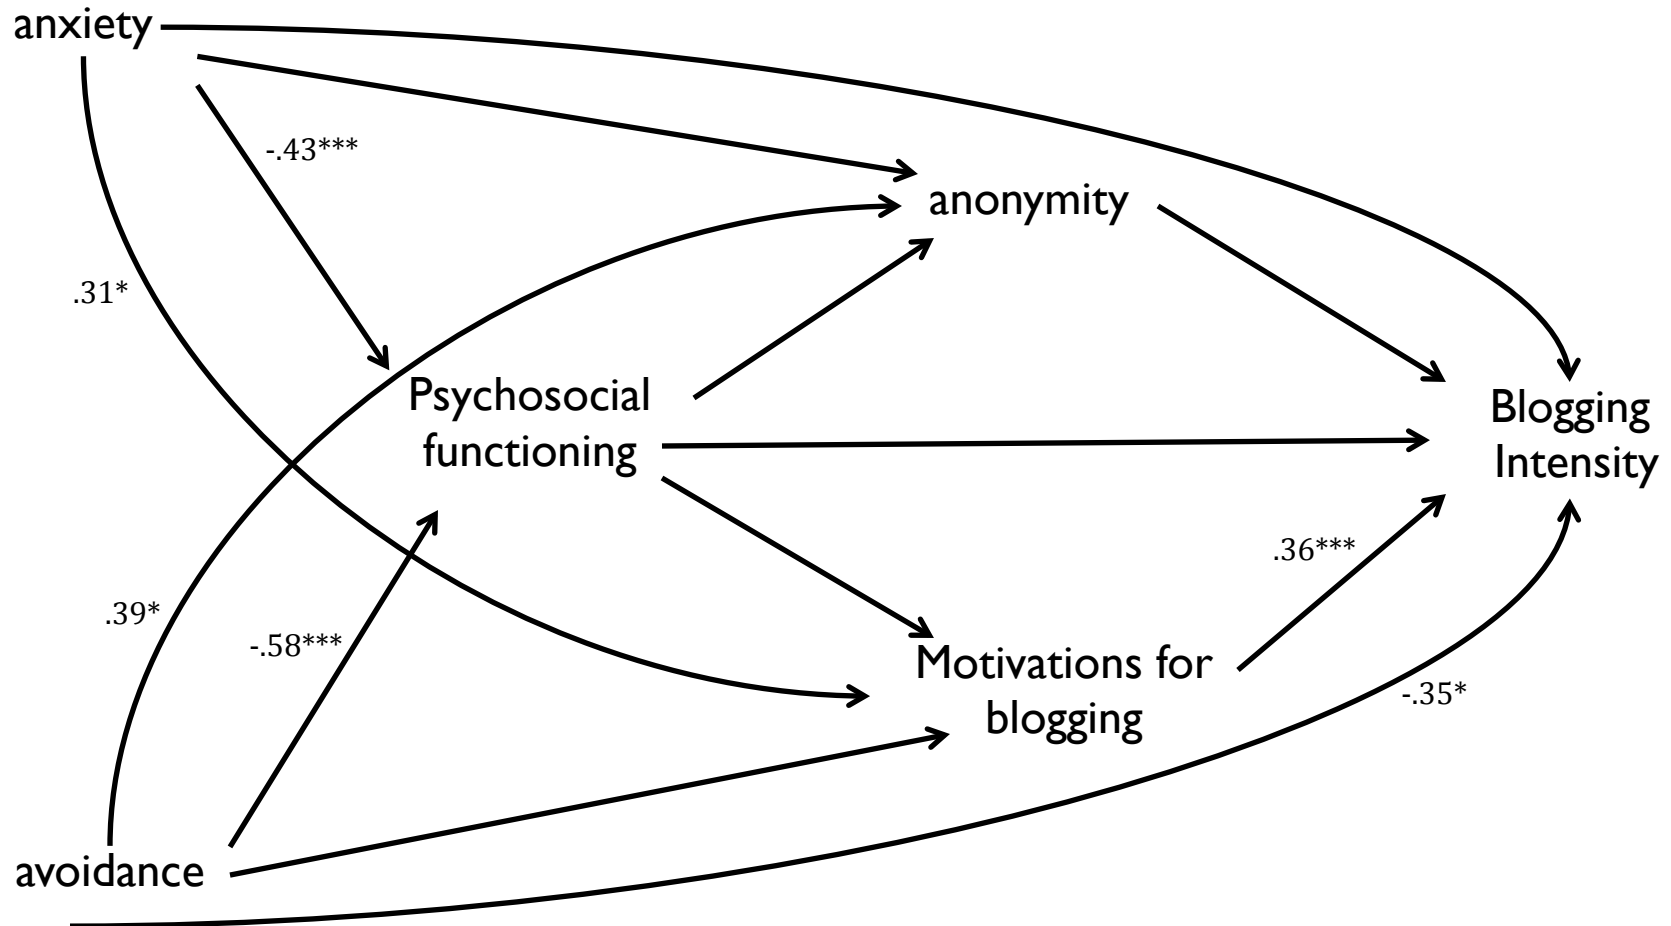 anxiety
-.43***
anonymity
.31*
Psychosocial
functioning
Blogging
Intensity
.36***
.39*
-.58***
Motivations for
blogging
-.35*
avoidance